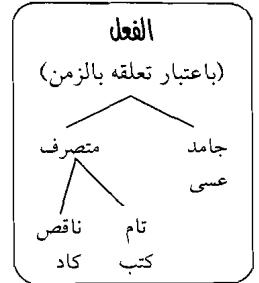 الفعل
(باعتبار تعلقه بالزمن)
جامد متصرف
عسى
تام ناقص
كتب كاد